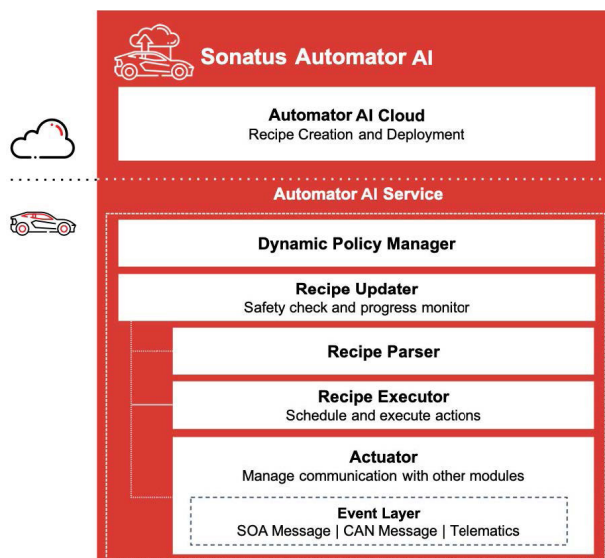 Sonatus Automator AI
Automator AI Cloud
Recipe Creation and Deployment
Automator AI Service
Dynamic Policy Manager
Recipe Updater
Safety check and progress monitor
Recipe Parser
Recipe Executor
Schedule and execute actions
Actuator
Manage communication with other modules
Event Layer
SOA Message | CAN Message | Telematics